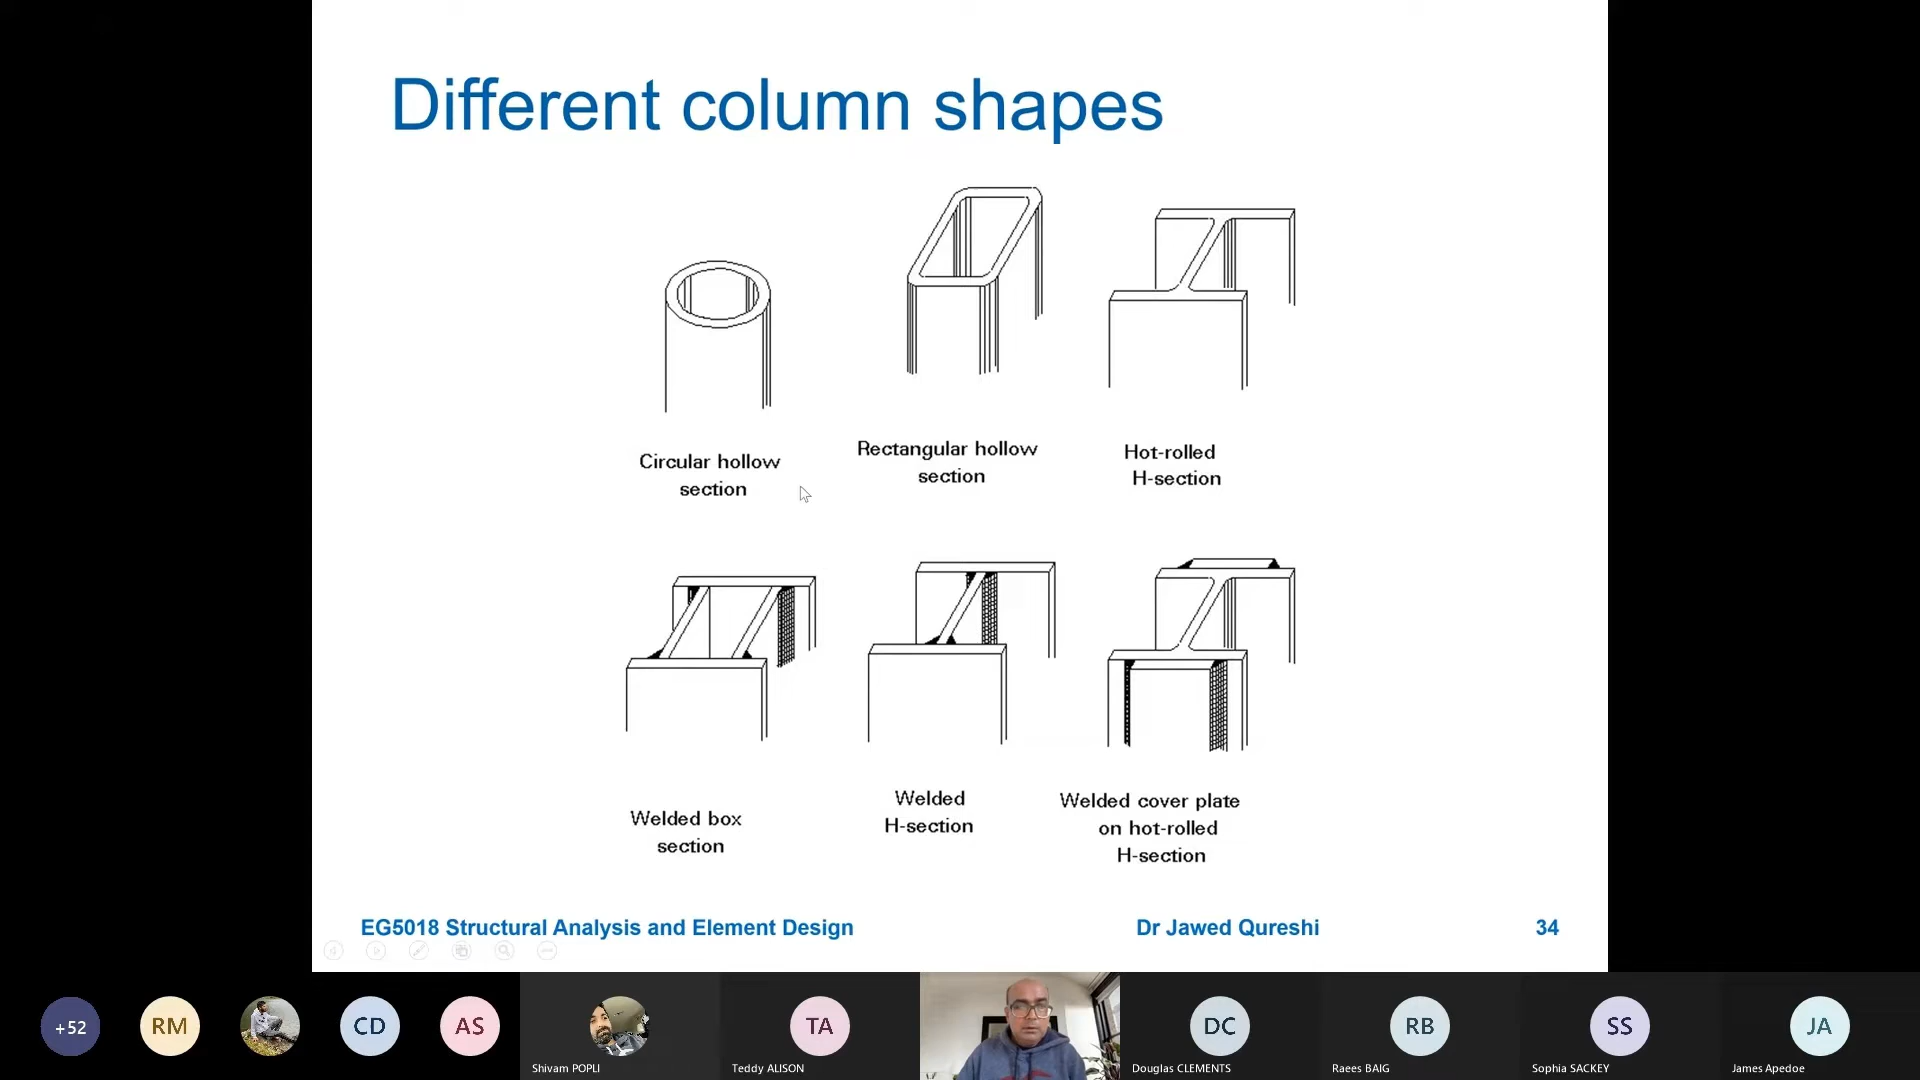 Different column shapes
Circular hollow
section
Rectangular hollow
section
Hot-rolled
H-section
Welded box
section
Welded
H-section
Welded cover plate
on hot-rolled
H-section
EG5018 Structural Analysis and Element Design
Dr Jawed Qureshi
34
+52
RM
CD
AS
Shivam POPLI
TA
Teddy ALISON
DC
Douglas CLEMENTS
RB
Raees BAIG
SS
Sophia SACKEY
JA
James Apedoe